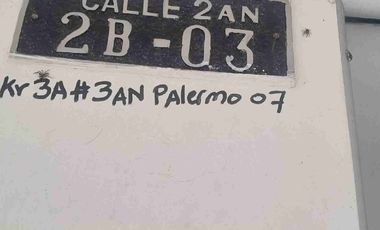 CALLE 2AN
2B-03
Kr 3A#3AN PALermo 07